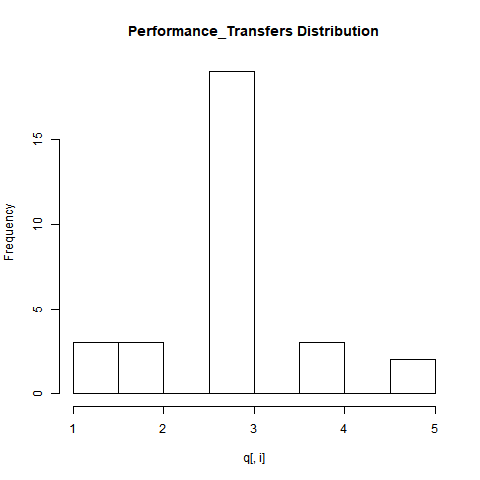 Performance_Transfers Distribution
Frequency
15
10
5
0
1 2 3 4 5
q[, i]